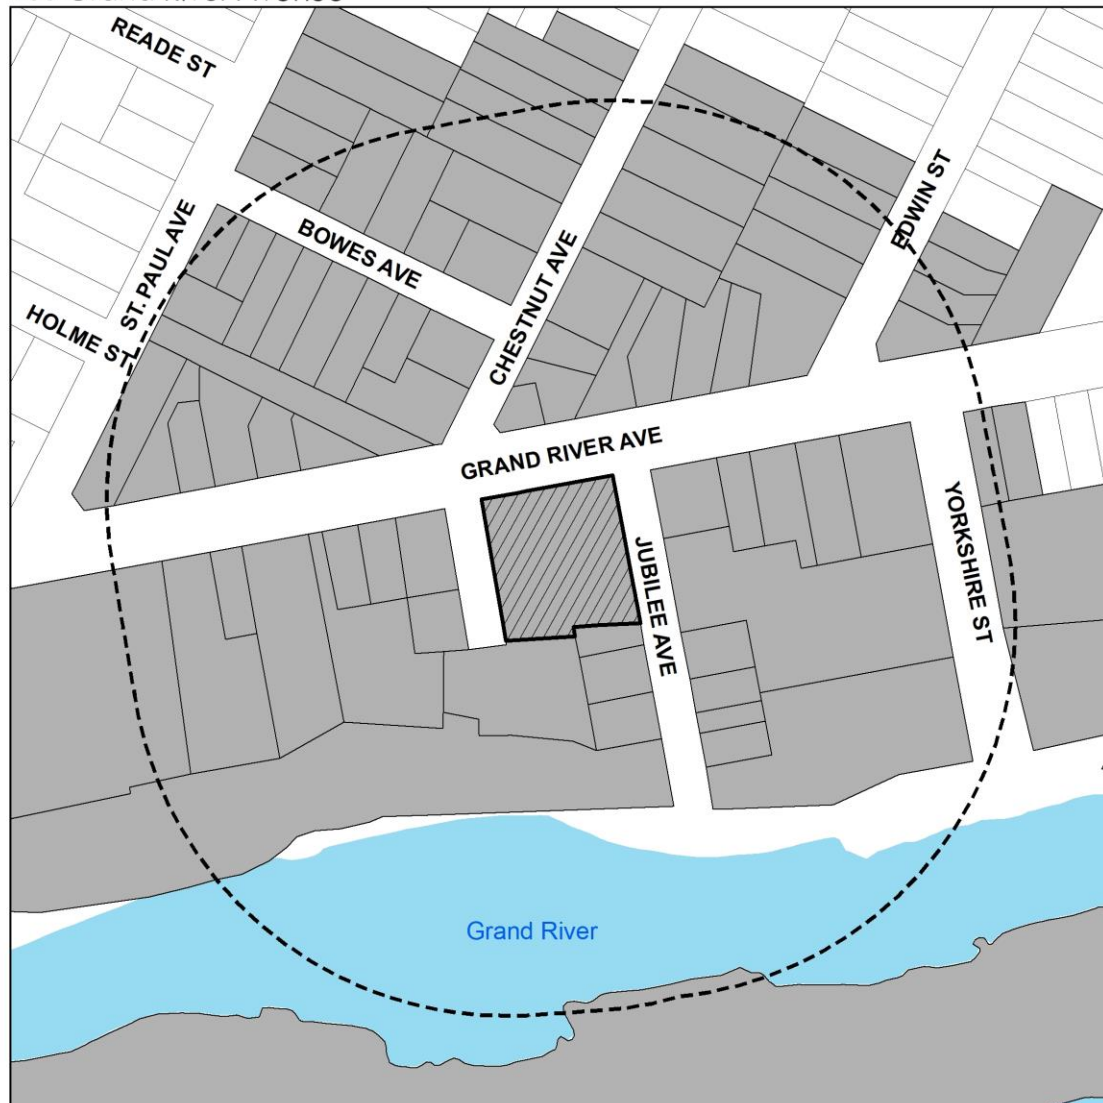 READE ST
BOWES AVE
ST. PAUL AVE
HOLME ST
CHESTNUT AVE
EDWIN ST
GRAND RIVER AVE
JUBILEE AVE
YORKSHIRE ST
Grand River